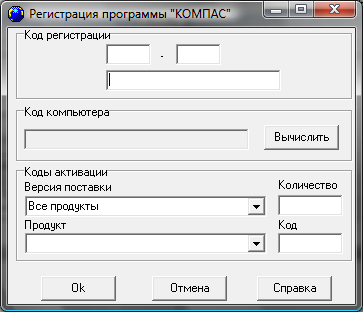 Регистрация программы "КОМПАС"
Код регистрации
-
Код компьютера
Вычислить
Коды активации
Версия поставки
Количество
Все продукты
Продукт
Код
Ok
Отмена
Справка